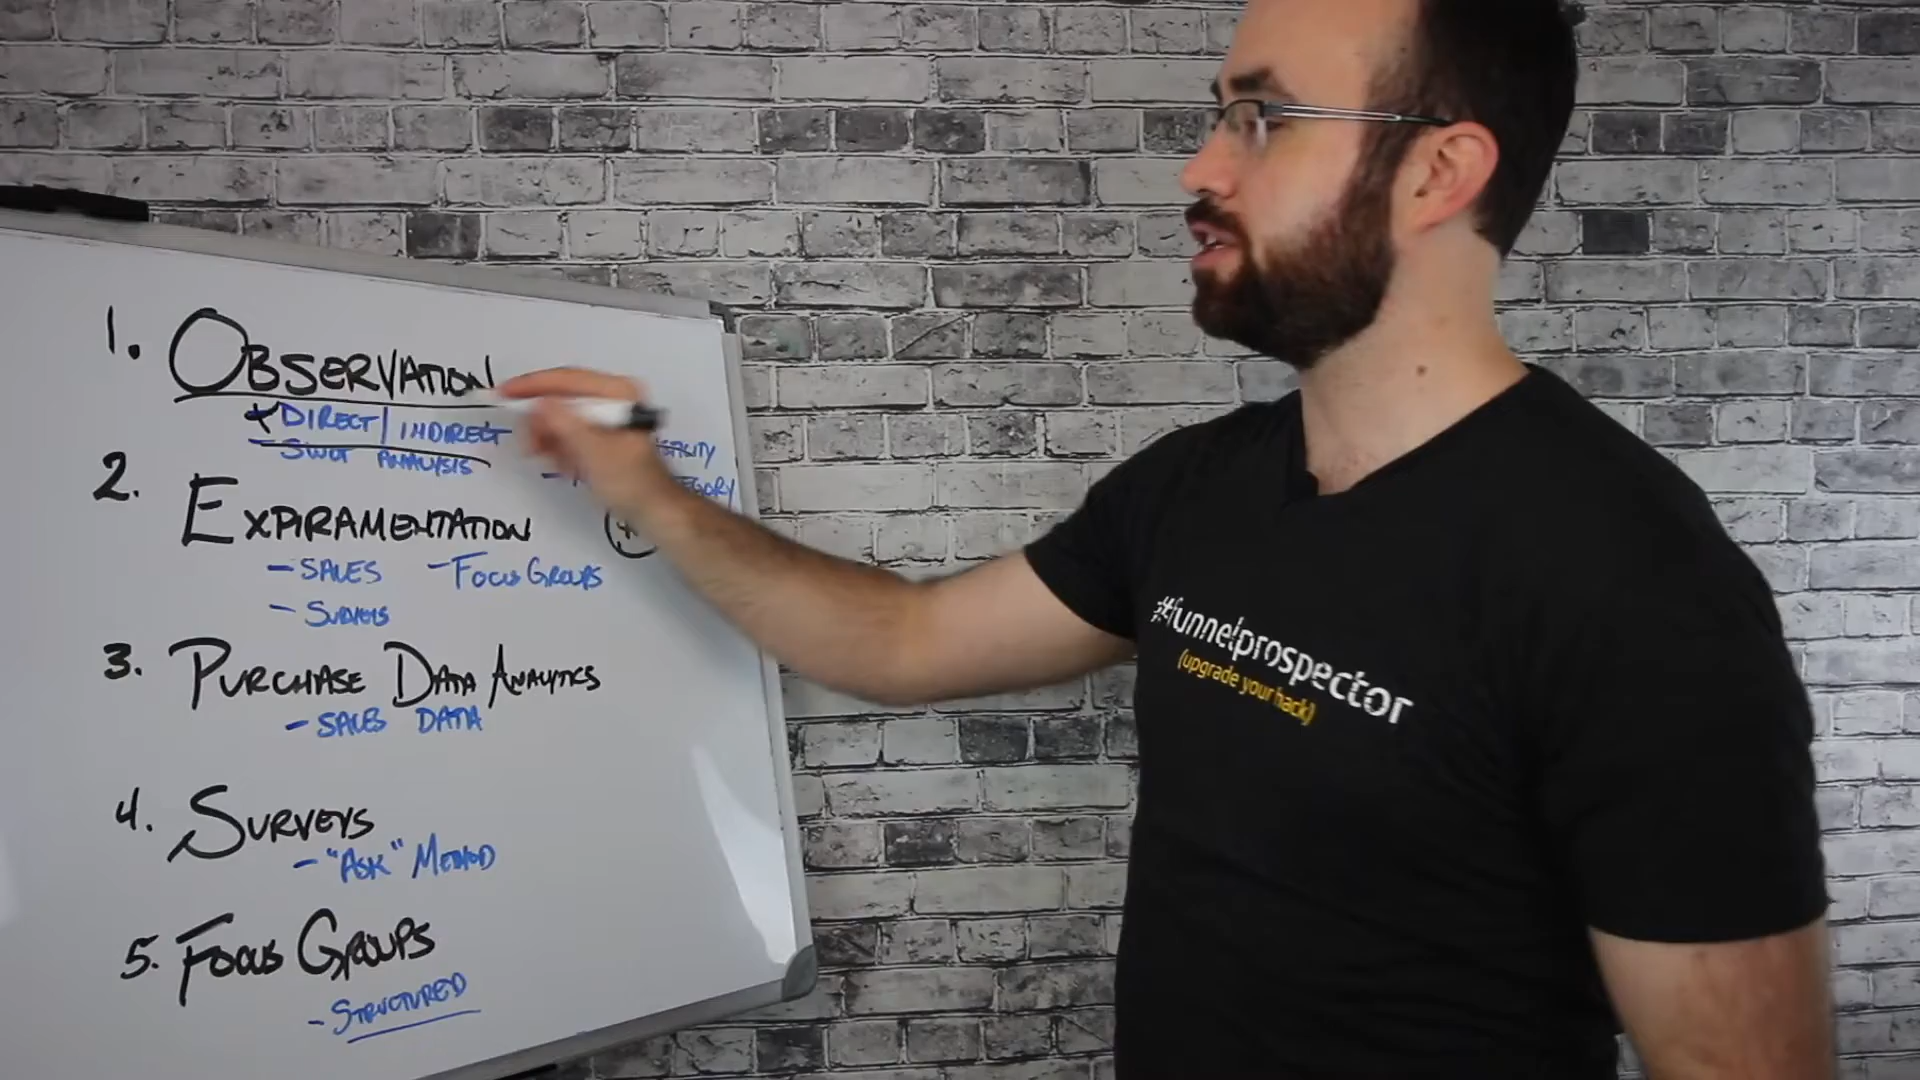 1. OBSERVATION
DIRECT/INDIRECT
- SWOT ANALYSIS
2. EXPIRAMENTATION
- SALES - FOCUS GROUPS
- SURVEYS
3. PURCHASE DATA ANALYTICS
- SALES DATA
4. SURVEYS
- "ASK" METHOD
5. FOCUS GROUPS
- STRUCTURED
#funnelprospector
(upgrade your hack)